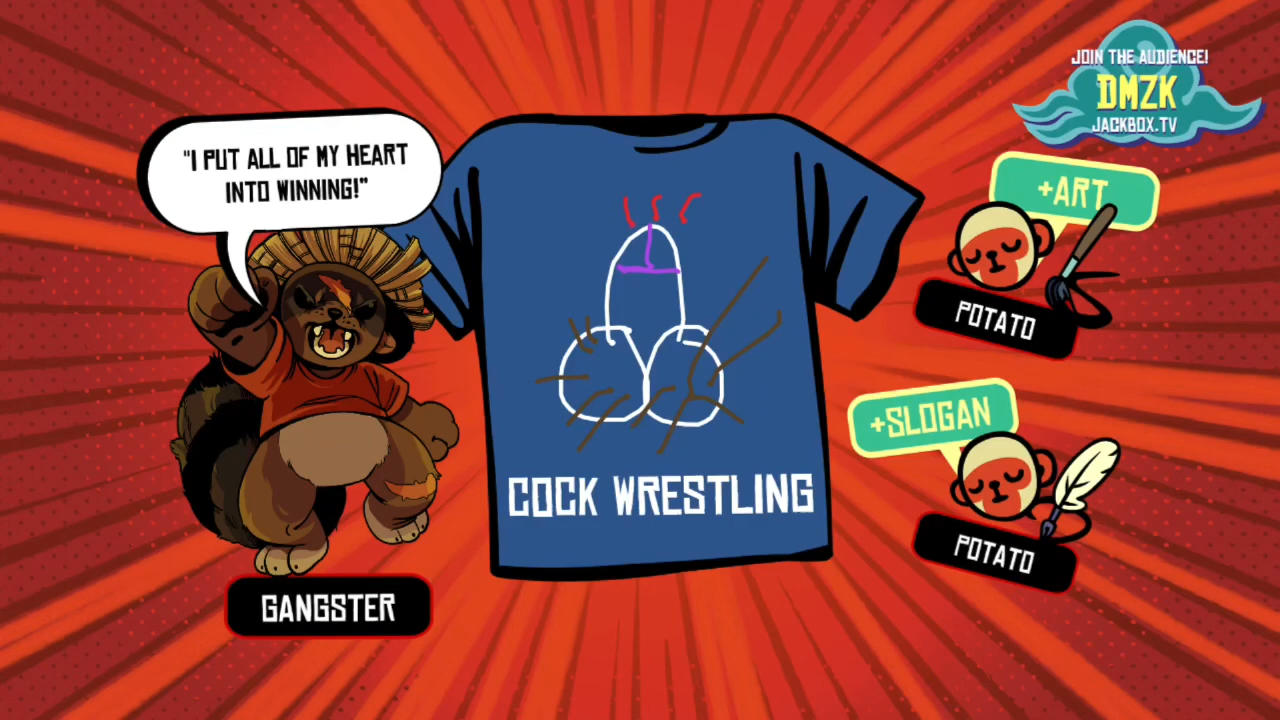 JOIN THE AUDIENCE!
DMZK
JACKBOX.TV
"I PUT ALL OF MY HEART
INTO WINNING!"
+ART
POTATO
+SLOGAN
POTATO
COCK WRESTLING
GANGSTER